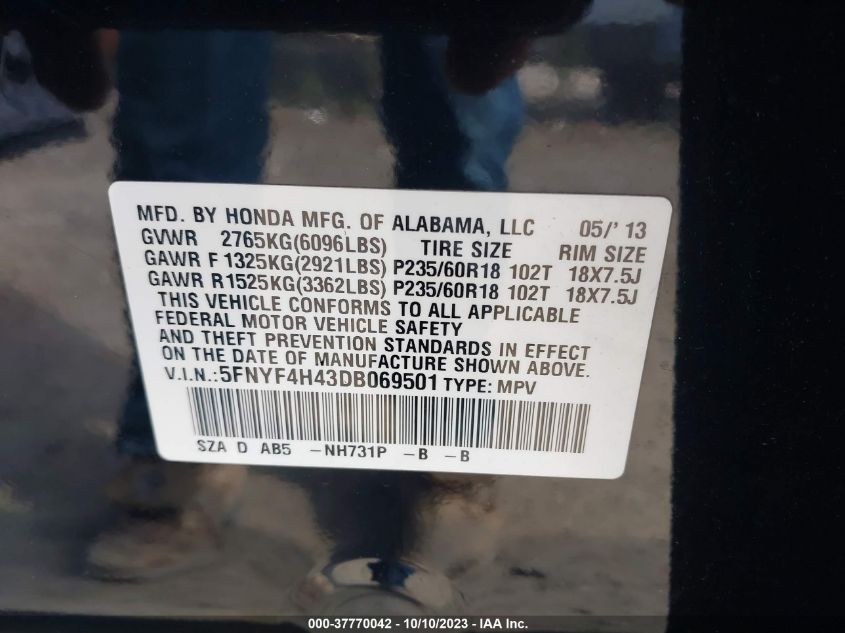 MFD. BY HONDA MFG. OF ALABAMA, LLC 05/' 13
GVWR 2765KG(6096LBS) TIRE SIZE RIM SIZE
GAWR F 1325KG(2921LBS) P235/60R18 102T 18X7.5J
GAWR R1525KG(3362LBS) P235/60R18 102T 18X7.5J
THIS VEHICLE CONFORMS TO ALL APPLICABLE
FEDERAL MOTOR VEHICLE SAFETY
AND THEFT PREVENTION STANDARDS IN EFFECT
ON THE DATE OF MANUFACTURE SHOWN ABOVE.
V.I.N.:5FNYF4H43DB069501 TYPE: MPV
SZA D AB5 -NH731P -B -B
000-37770042 - 10/10/2023 - IAA Inc.